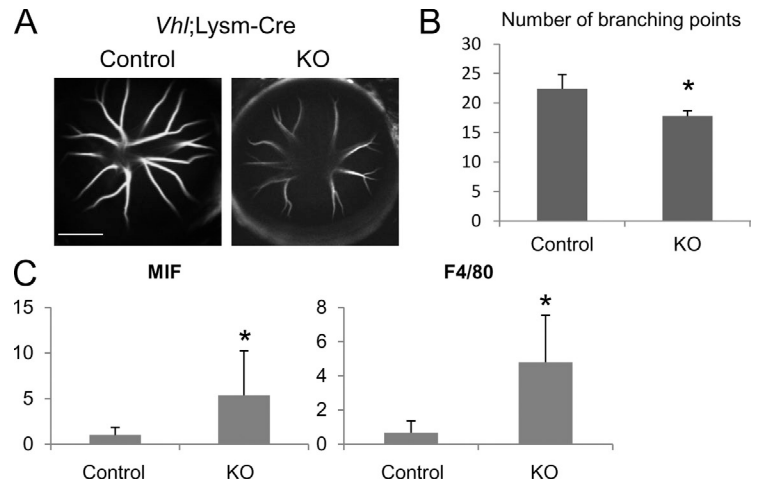 A
Vhl;Lysm-Cre
Control KO
B
Number of branching points
30
25
20
15
10
5
0
*
Control KO
C
MIF
15
10
5
0
*
Control KO
F4/80
8
6
4
2
0
*
Control KO